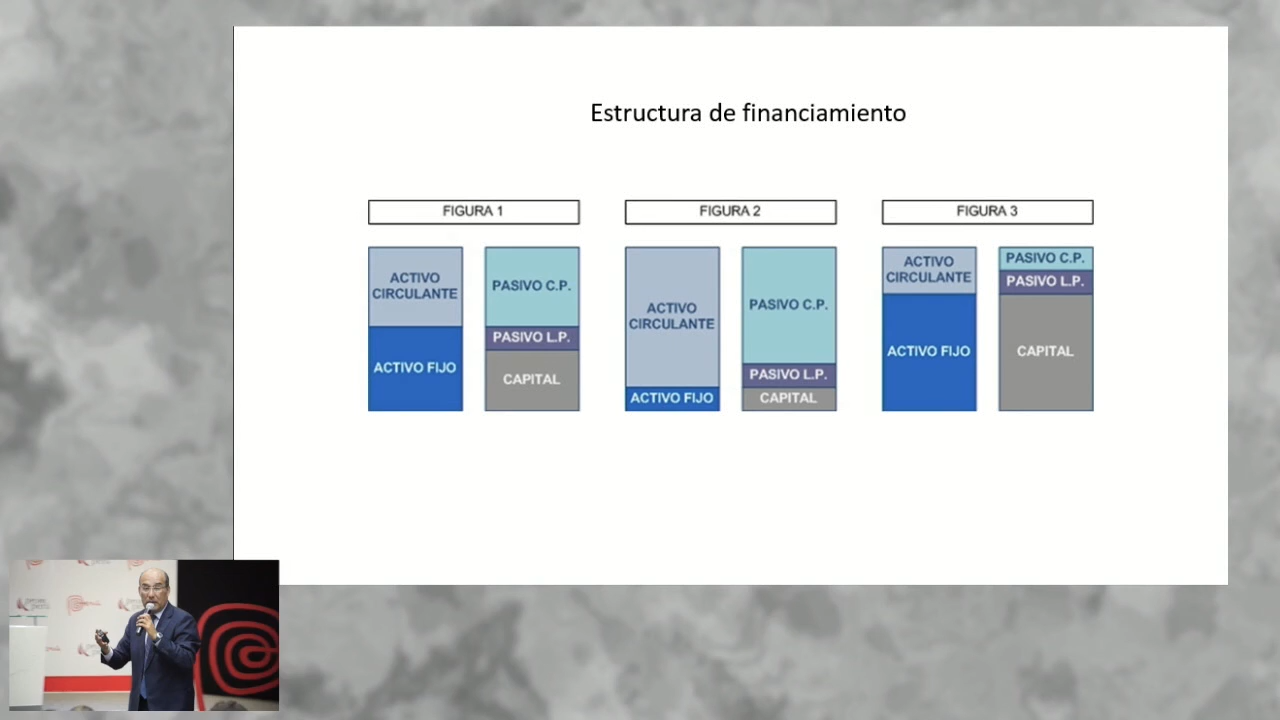 Estructura de financiamiento
FIGURA 1
ACTIVO
CIRCULANTE
ACTIVO FIJO
PASIVO C.P.
PASIVO L.P.
CAPITAL
FIGURA 2
ACTIVO
CIRCULANTE
ACTIVO FIJO
PASIVO C.P.
PASIVO L.P.
CAPITAL
FIGURA 3
ACTIVO
CIRCULANTE
ACTIVO FIJO
PASIVO C.P.
PASIVO L.P.
CAPITAL